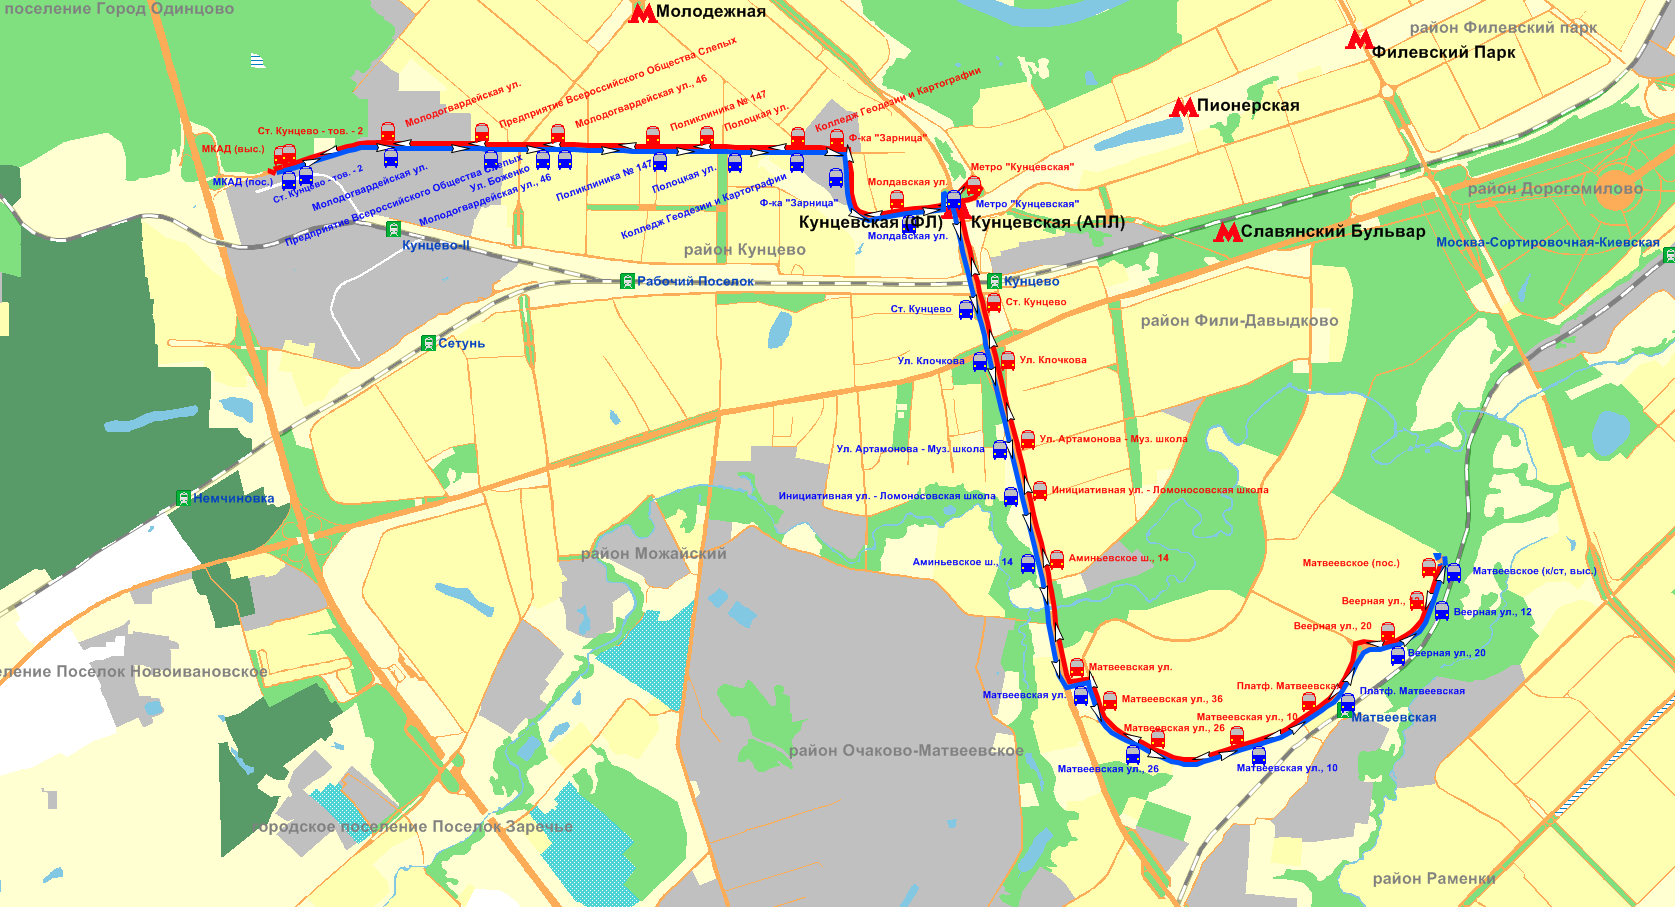 поселение Город Одинцово
Молодежная
район Филевский парк
Филевский Парк
Предприятие Всероссийского Общества Слепых
Молодогвардейская ул.
Молодогвардейская ул., 46
Поликлиника № 147
Полоцкая ул.
Колледж Геодезии и Картографии
Пионерская
Ст. Кунцево - тов. - 2
Ф-ка "Зарница"
МКАД (выс.)
МКАД (пос.)
Ст. Кунцево - тов. - 2
Молодогвардейская ул.
Предприятие Всероссийского Общества Слепых
Ул. Боженко
Молодогвардейская ул., 46
Поликлиника № 147
Полоцкая ул.
Колледж Геодезии и Картографии
Ф-ка "Зарница"
Метро "Кунцевская"
Молдавская ул.
Метро "Кунцевская"
район Дорогомилово
Кунцевская (ФЛ)
Кунцевская (АПЛ)
Молдавская ул.
Славянский Бульвар
Москва-Сортировочная-Киевская
Кунцево-II
район Кунцево
Рабочий Поселок
Кунцево
Ст. Кунцево
Ст. Кунцево
район Фили-Давыдково
Сетунь
Ул. Клочкова
Ул. Клочкова
Ул. Артамонова - Муз. школа
Ул. Артамонова - Муз. школа
Инициативная ул. - Ломоносовская школа
Инициативная ул. - Ломоносовская школа
Немчиновка
район Можайский
Аминьевское ш., 14
Аминьевское ш., 14
Матвеевское (пос.)
Матвеевское (к/ст, выс.)
Веерная ул.,
Веерная ул., 12
Веерная ул., 20
Веерная ул., 20
еление Поселок Новоивановское
Матвеевская ул.
Матвеевская ул.
Матвеевская ул., 36
Платф. Матвеевская
Платф. Матвеевская
Матвеевская ул., 10
Матвеевская
Матвеевская ул., 26
район Очаково-Матвеевское
Матвеевская ул., 26
Матвеевская ул., 10
городское поселение Поселок Заречье
район Раменки